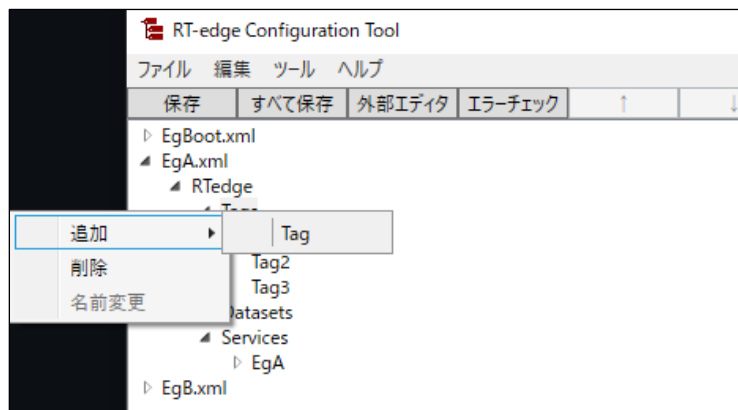 RT-edge Configuration Tool
ファイル 編集 ツール ヘルプ
保存 すべて保存 外部エディタ エラーチェック ↑ ↓
EgBoot.xml
EgA.xml
RTedge
追加 Tag
削除 Tag2
名前変更 Tag3
Datasets
Services
EgA
EgB.xml